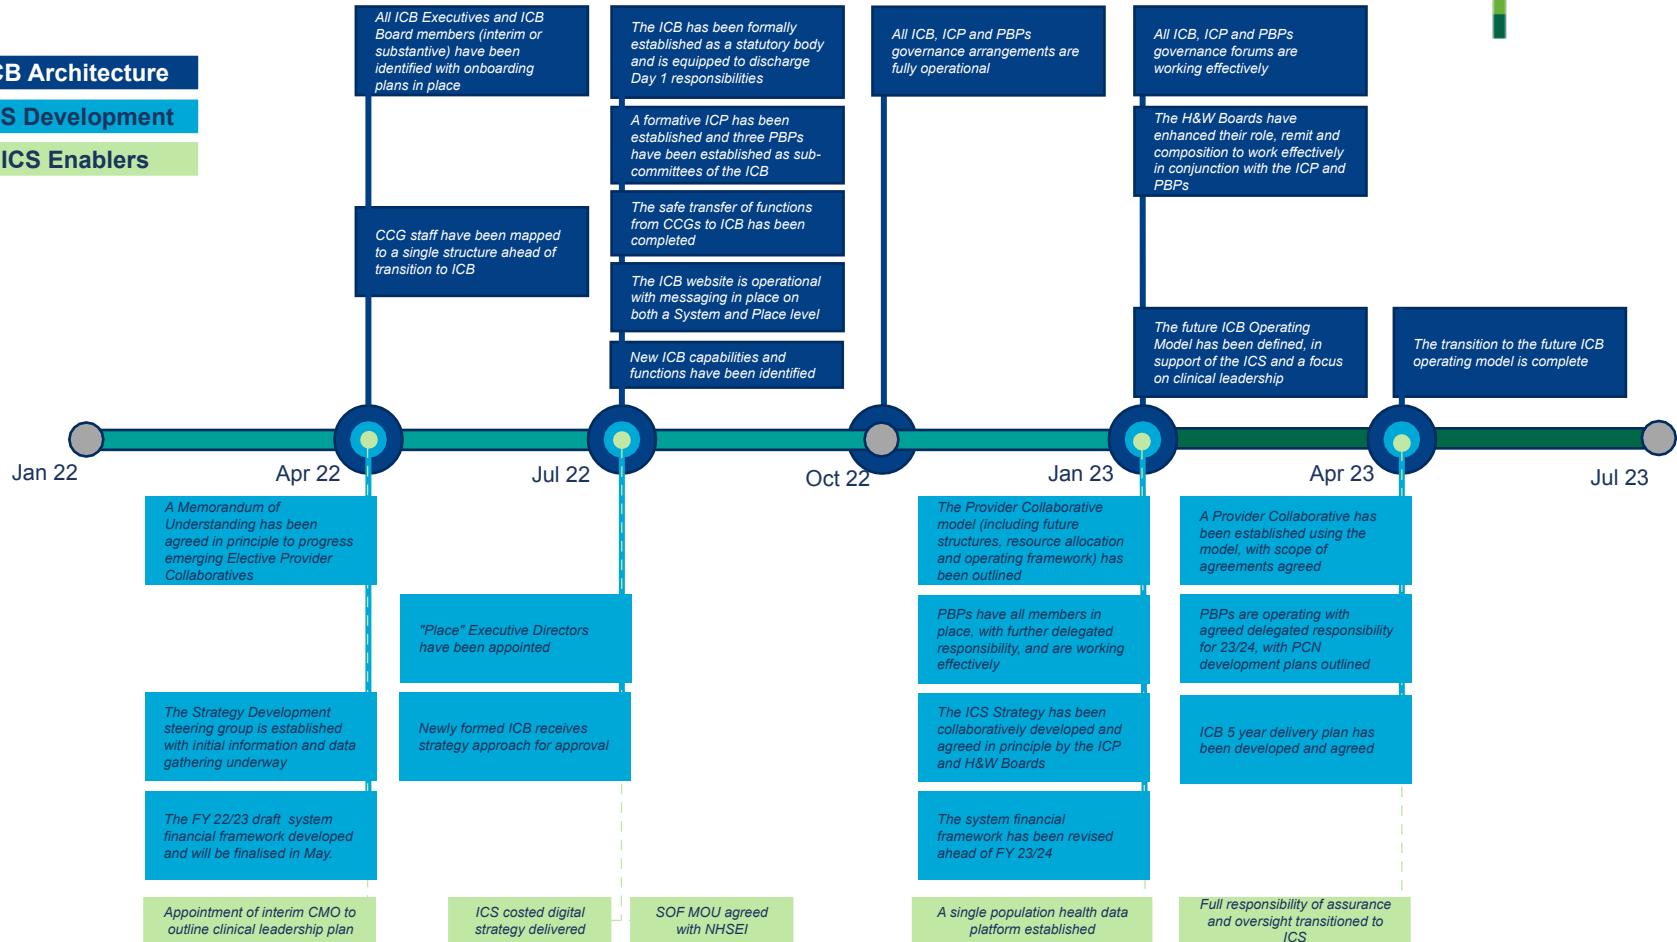 CB Architecture
S Development
ICS Enablers
All ICB Executives and ICB
Board members (interim or
substantive) have been
identified with onboarding
plans in place
CCG staff have been mapped
to a single structure ahead of
transition to ICB
The ICB has been formally
established as a statutory body
and is equipped to discharge
Day 1 responsibilities
A formative ICP has been
established and three PBPs
have been established as sub-
committees of the ICB
The safe transfer of functions
from CCGs to ICB has been
completed
The ICB website is operational
with messaging in place on
both a System and Place level
New ICB capabilities and
functions have been identified
All ICB, ICP and PBPs
governance arrangements are
fully operational
All ICB, ICP and PBPs
governance forums are
working effectively
The H&W Boards have
enhanced their role, remit and
composition to work effectively
in conjunction with the ICP and
PBPs
The future ICB Operating
Model has been defined, in
support of the ICS and a focus
on clinical leadership
The transition to the future ICB
operating model is complete
Jan 22
Apr 22
Jul 22
Oct 22
Jan 23
Apr 23
Jul 23
A Memorandum of
Understanding has been
agreed in principle to progress
emerging Elective Provider
Collaboratives
The Strategy Development
steering group is established
with initial information and data
gathering underway
The FY 22/23 draft system
financial framework developed
and will be finalised in May.
Appointment of interim CMO to
outline clinical leadership plan
"Place" Executive Directors
have been appointed
Newly formed ICB receives
strategy approach for approval
ICS costed digital
strategy delivered
SOF MOU agreed
with NHSEI
The Provider Collaborative
model (including future
structures, resource allocation
and operating framework) has
been outlined
PBPs have all members in
place, with further delegated
responsibility, and are working
effectively
The ICS Strategy has been
collaboratively developed and
agreed in principle by the ICP
and H&W Boards
The system financial
framework has been revised
ahead of FY 23/24
A single population health data
platform established
A Provider Collaborative has
been established using the
model, with scope of
agreements agreed
PBPs are operating with
agreed delegated responsibility
for 23/24, with PCN
development plans outlined
ICB 5 year delivery plan has
been developed and agreed
Full responsibility of assurance
and oversight transitioned to
ICS